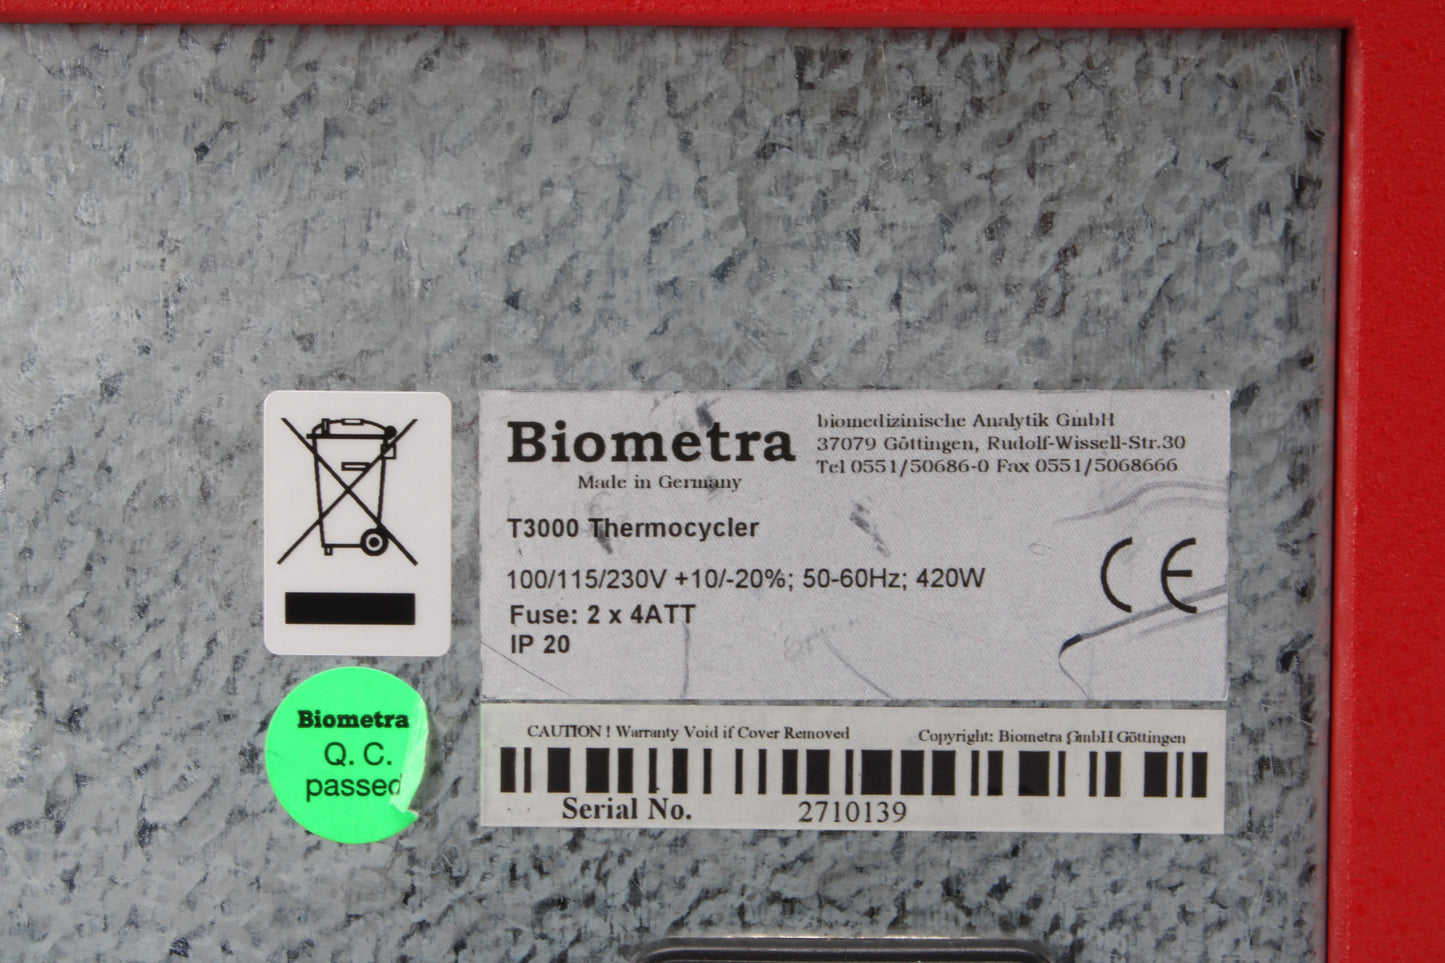 Biometra
Made in Germany
biomedizinische Analytik GmbH
37079 Göttingen, Rudolf-Wissell-Str.30
Tel 0551/50686-0 Fax 0551/5068666
T3000 Thermocycler
100/115/230V +10/-20%; 50-60Hz; 420W
Fuse: 2 x 4ATT
IP 20
CE
Biometra
Q. C.
passed
CAUTION ! Warranty Void if Cover Removed
Copyright: Biometra GmbH Göttingen
Serial No. 2710139